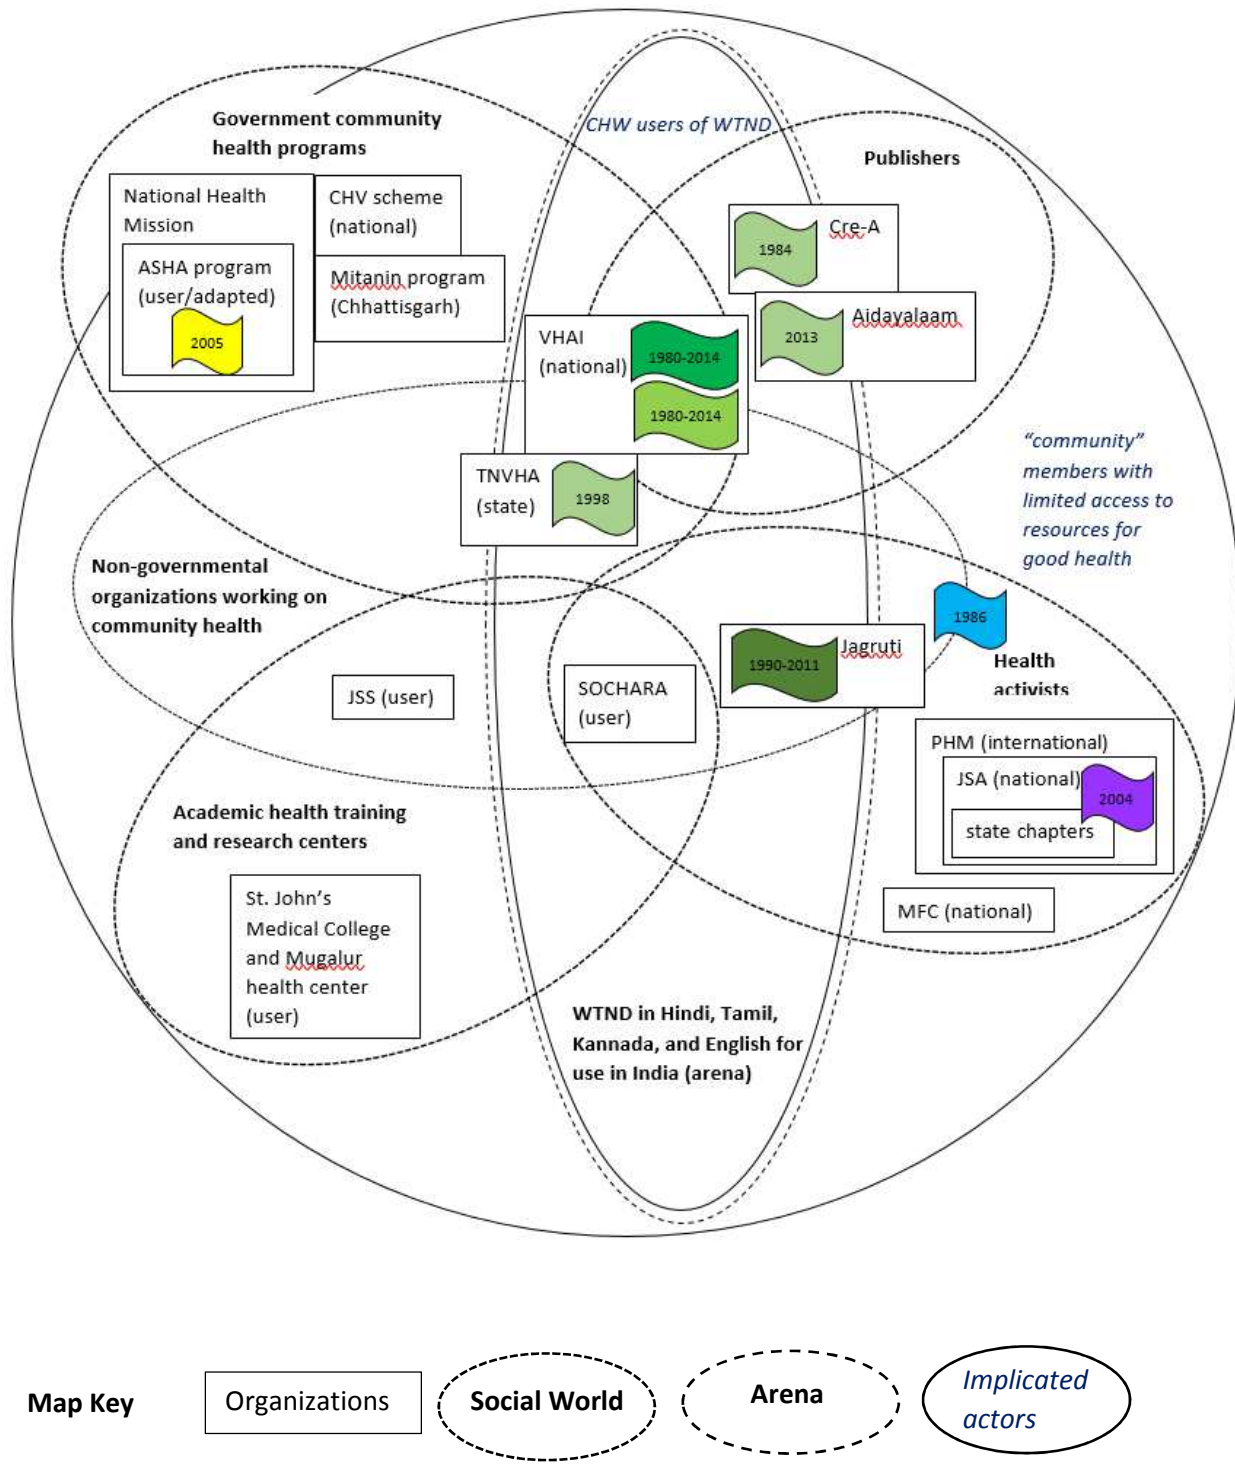 CHW users of WTND
Government community
health programs
Publishers
National Health
Mission
ASHA program
(user/adapted)
2005
CHV scheme
(national)
Mitanin program
(Chhattisgarh)
Cre-A
1984
Aidayalaam
2013
VHAI
(national)
1980-2014
1980-2014
TNVHA
(state)
1998
“community”
members with
limited access to
resources for
good health
Non-governmental
organizations working on
community health
1986
Jagruti
1990-2011
Health
activists
JSS (user)
SOCHARA
(user)
PHM (international)
JSA (national)
2004
state chapters
MFC (national)
Academic health training
and research centers
St. John’s
Medical College
and Mugalur
health center
(user)
WTND in Hindi, Tamil,
Kannada, and English for
use in India (arena)
Map Key
Organizations
Social World
Arena
Implicated
actors